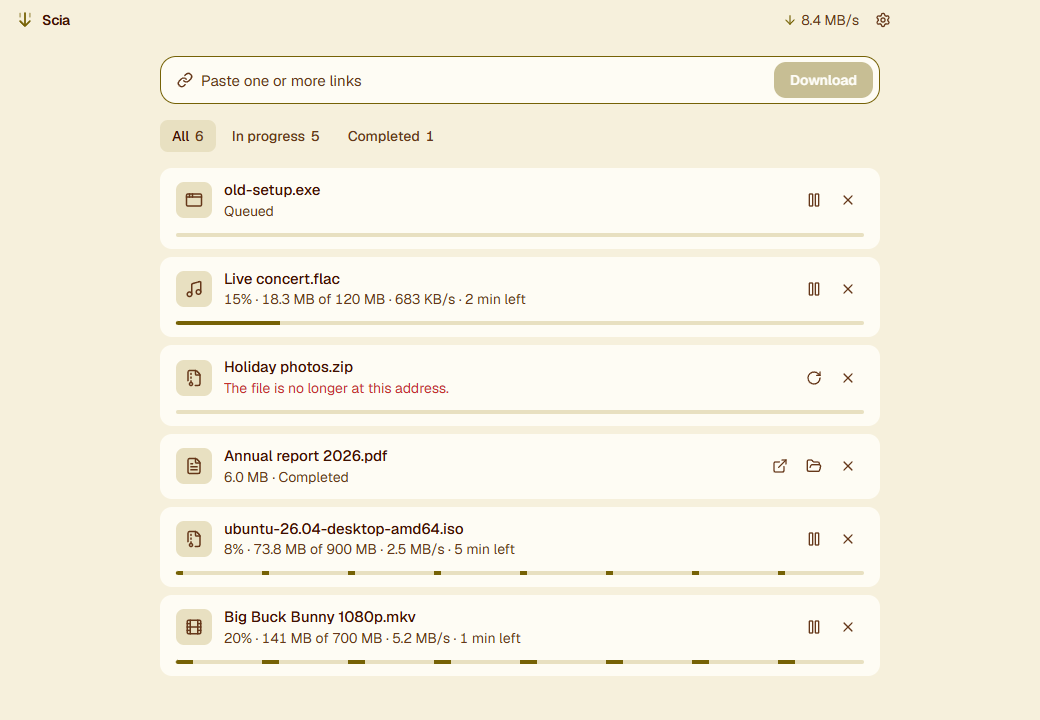 Scia
8.4 MB/s
Paste one or more links
Download
All 6
In progress 5
Completed 1
old-setup.exe
Queued
Live concert.flac
15% · 18.3 MB of 120 MB · 683 KB/s · 2 min left
Holiday photos.zip
The file is no longer at this address.
Annual report 2026.pdf
6.0 MB · Completed
ubuntu-26.04-desktop-amd64.iso
8% · 73.8 MB of 900 MB · 2.5 MB/s · 5 min left
Big Buck Bunny 1080p.mkv
20% · 141 MB of 700 MB · 5.2 MB/s · 1 min left